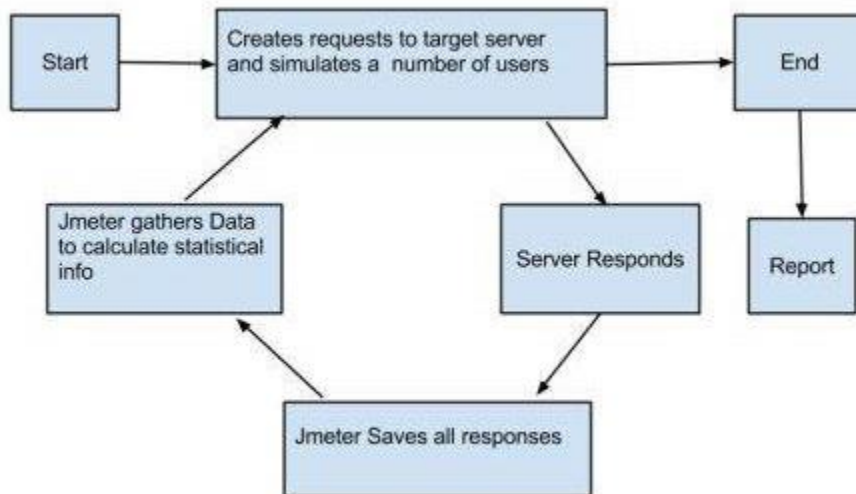 Start
Creates requests to target server
and simulates a number of users
End
Jmeter gathers Data
to calculate statistical
info
Server Responds
Report
Jmeter Saves all responses